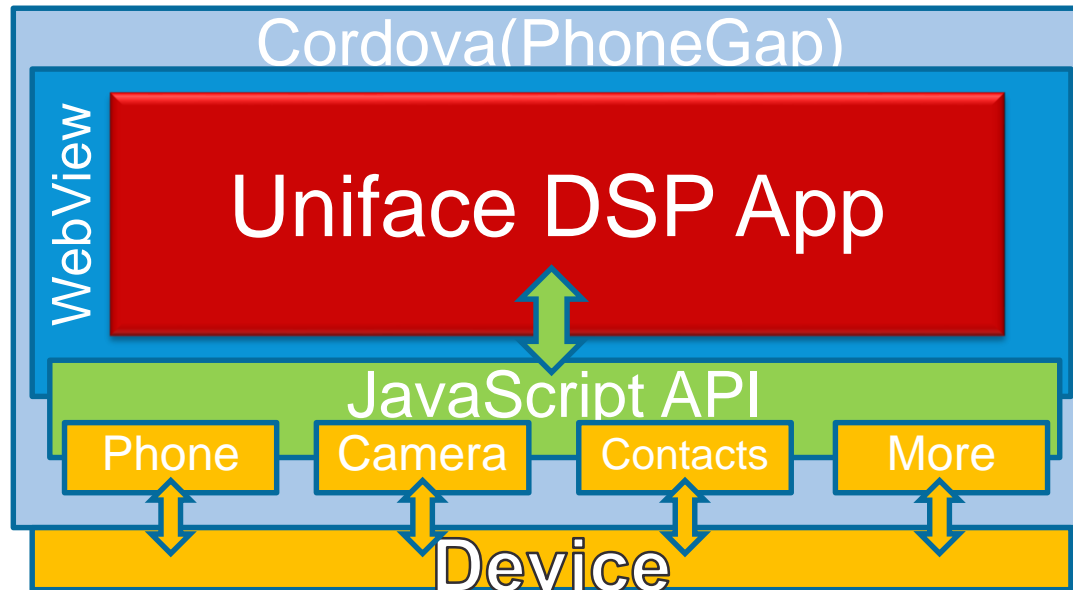 Cordova(PhoneGap)
WebView
Uniface DSP App
JavaScript API
Phone
Camera
Contacts
More
Device